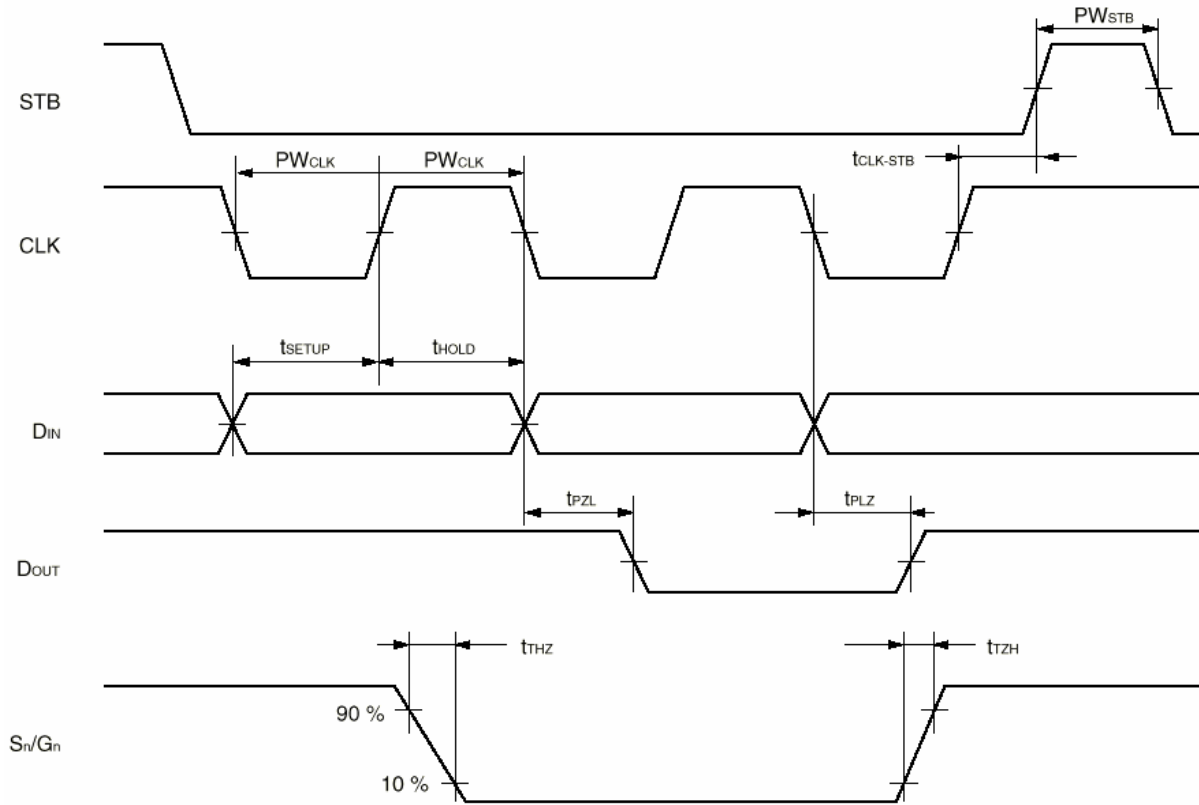 PWSTB
STB
PWCLK PWCLK
tCLK-STB
CLK
tSETUP tHOLD
DIN
tPZL tPLZ
DOUT
tTHZ tTZH
90 %
Sn/Gn
10 %